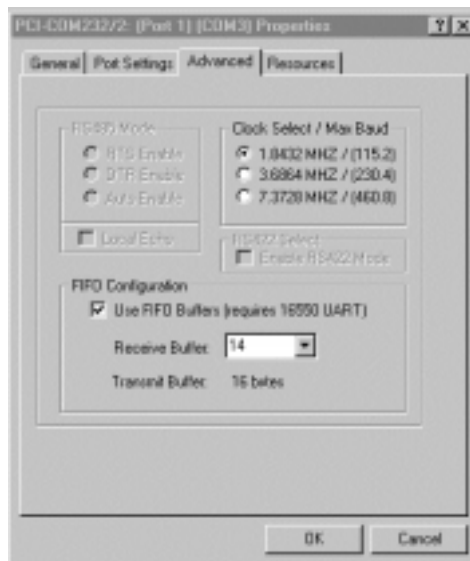 PCI-COM232/2: (Port 1) (COM3) Properties
General Port Settings Advanced Resources
RS485 Mode
RTS Enable
DTR Enable
Auto-Enable
Local Echo
Clock Select / Max Baud
1.8432 MHZ / (115.2)
3.6864 MHZ / (230.4)
7.3728 MHZ / (460.8)
RS422 Select
Enable RS422 Mode
FIFO Configuration
Use FIFO Buffers (requires 16550 UART)
Receive Buffer: 14
Transmit Buffer: 16 bytes
OK Cancel